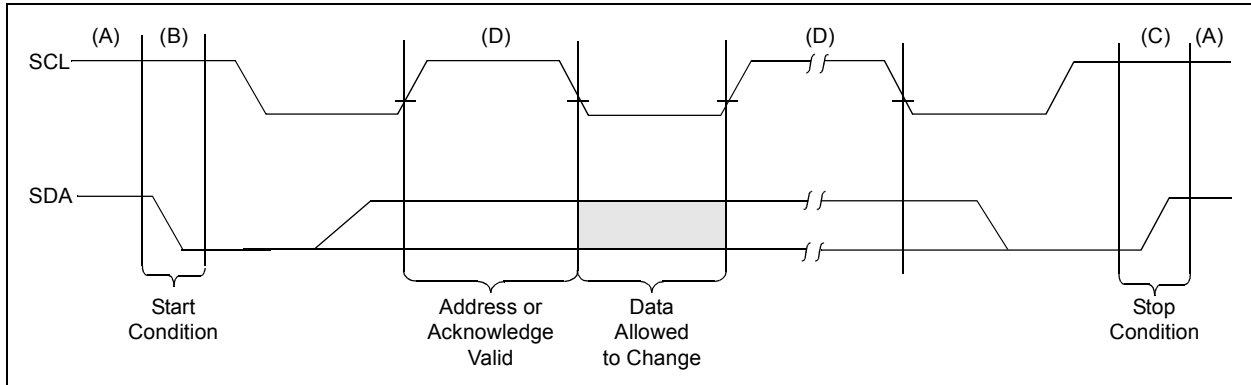 (A) (B) (D) (D) (C) (A)
SCL
SDA
Start
Condition
Address or
Acknowledge
Valid
Data
Allowed
to Change
Stop
Condition